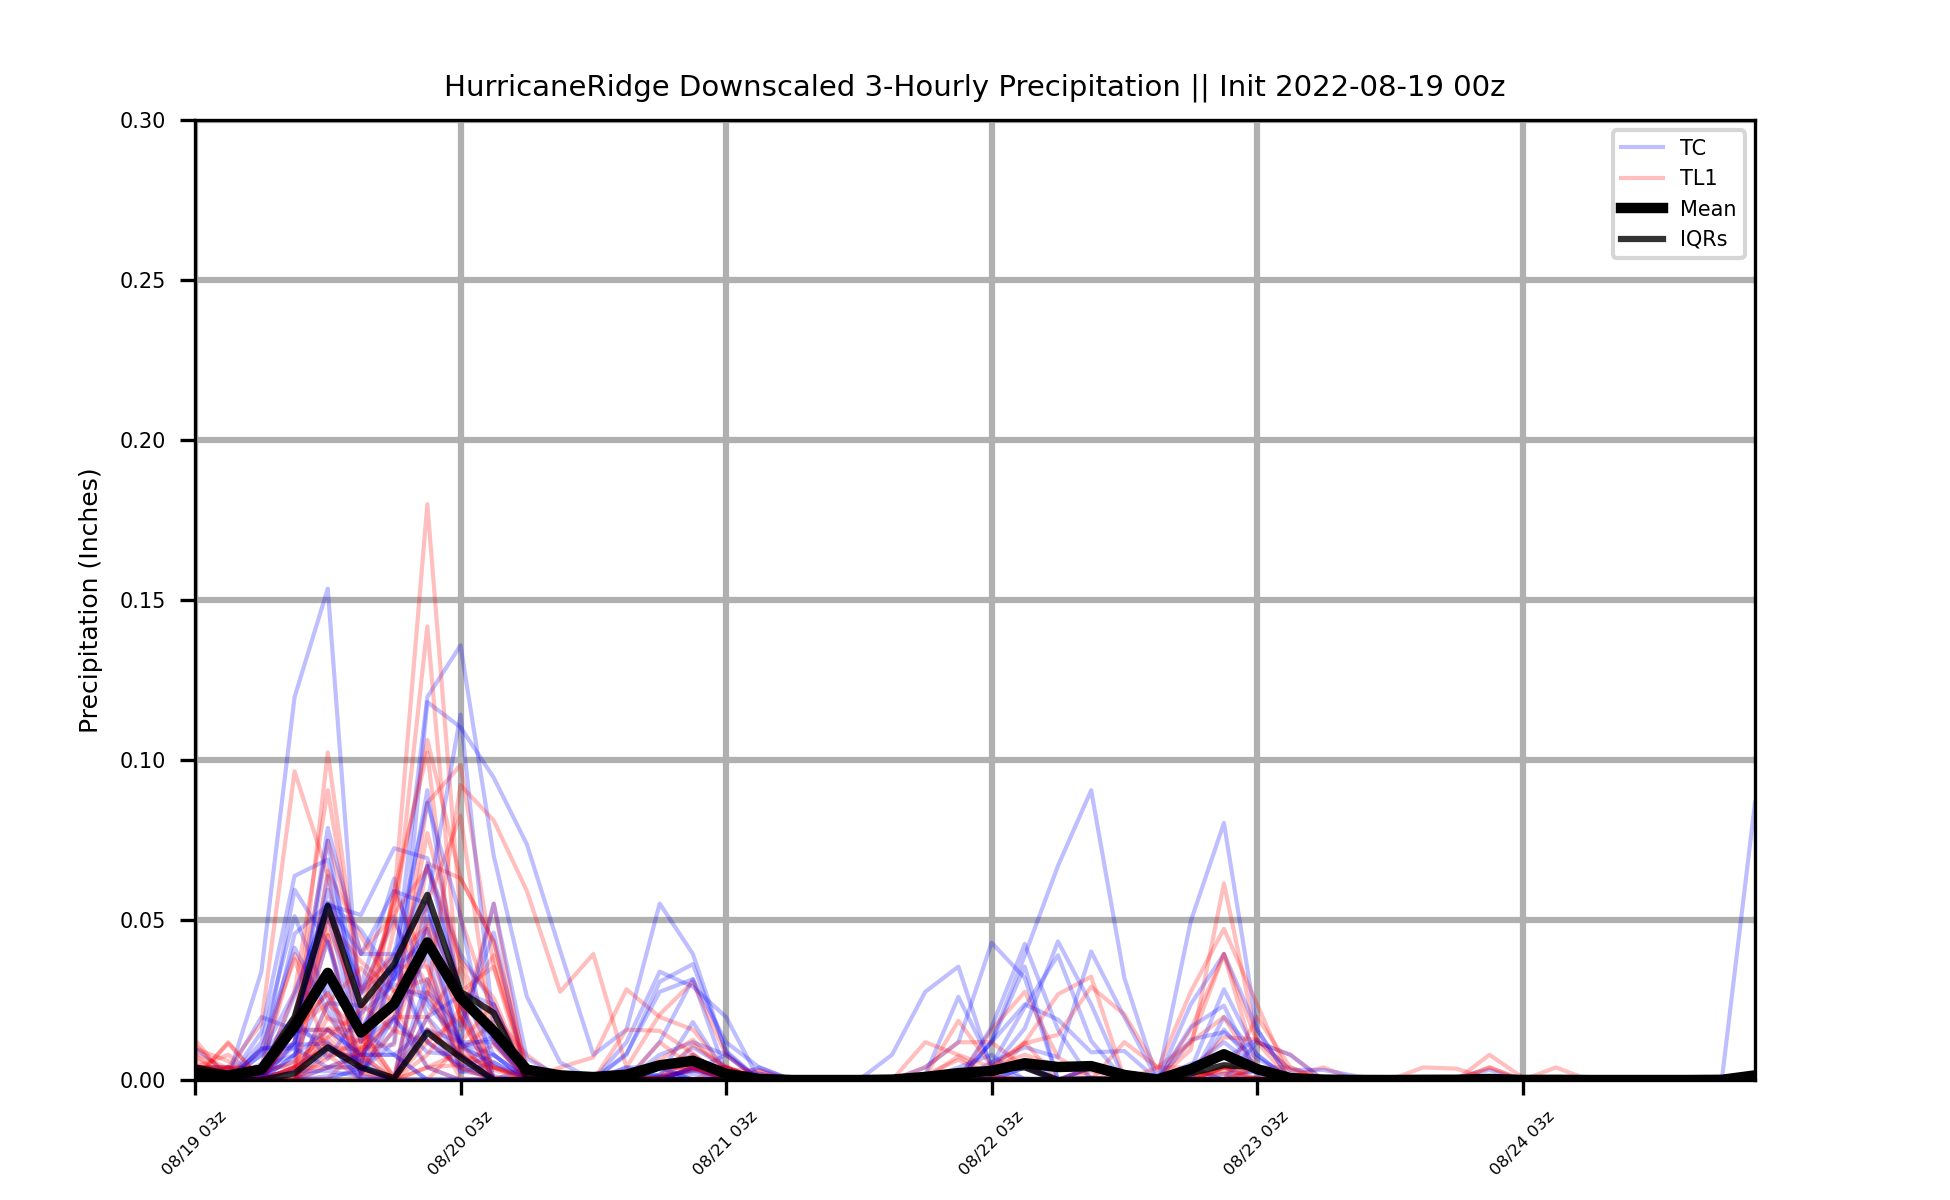 HurricaneRidge Downscaled 3-Hourly Precipitation || Init 2022-08-19 00z
0.30
0.25
0.20
0.15
0.10
0.05
0.00
Precipitation (Inches)
TC
TL1
Mean
IQRs
08/19 03z
08/20 03z
08/21 03z
08/22 03z
08/23 03z
08/24 03z